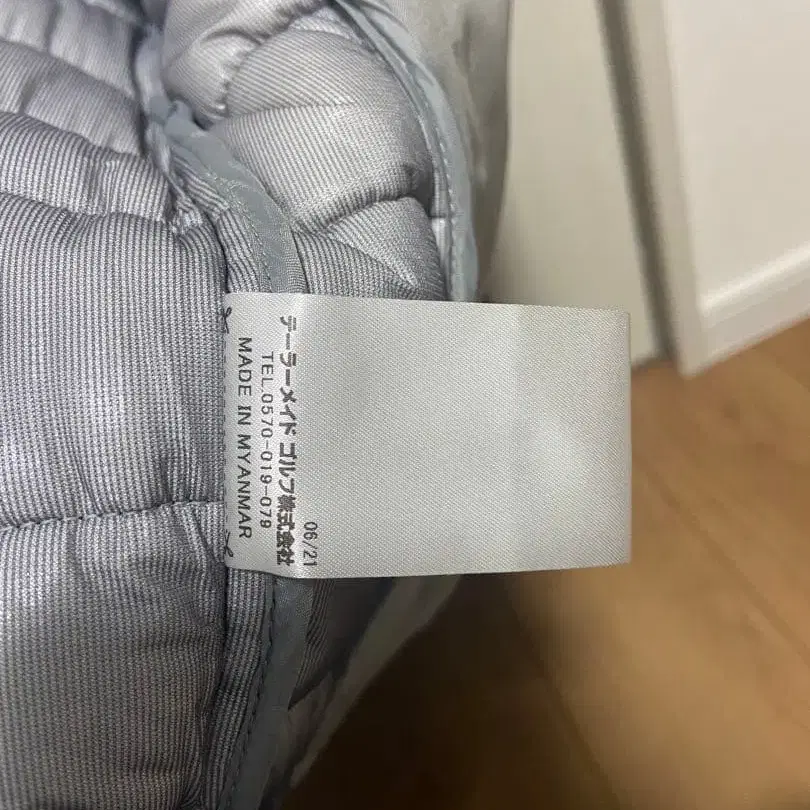 06/21
テーラーメイド ゴルフ株式会社
TEL.0570-019-079
MADE IN MYANMAR